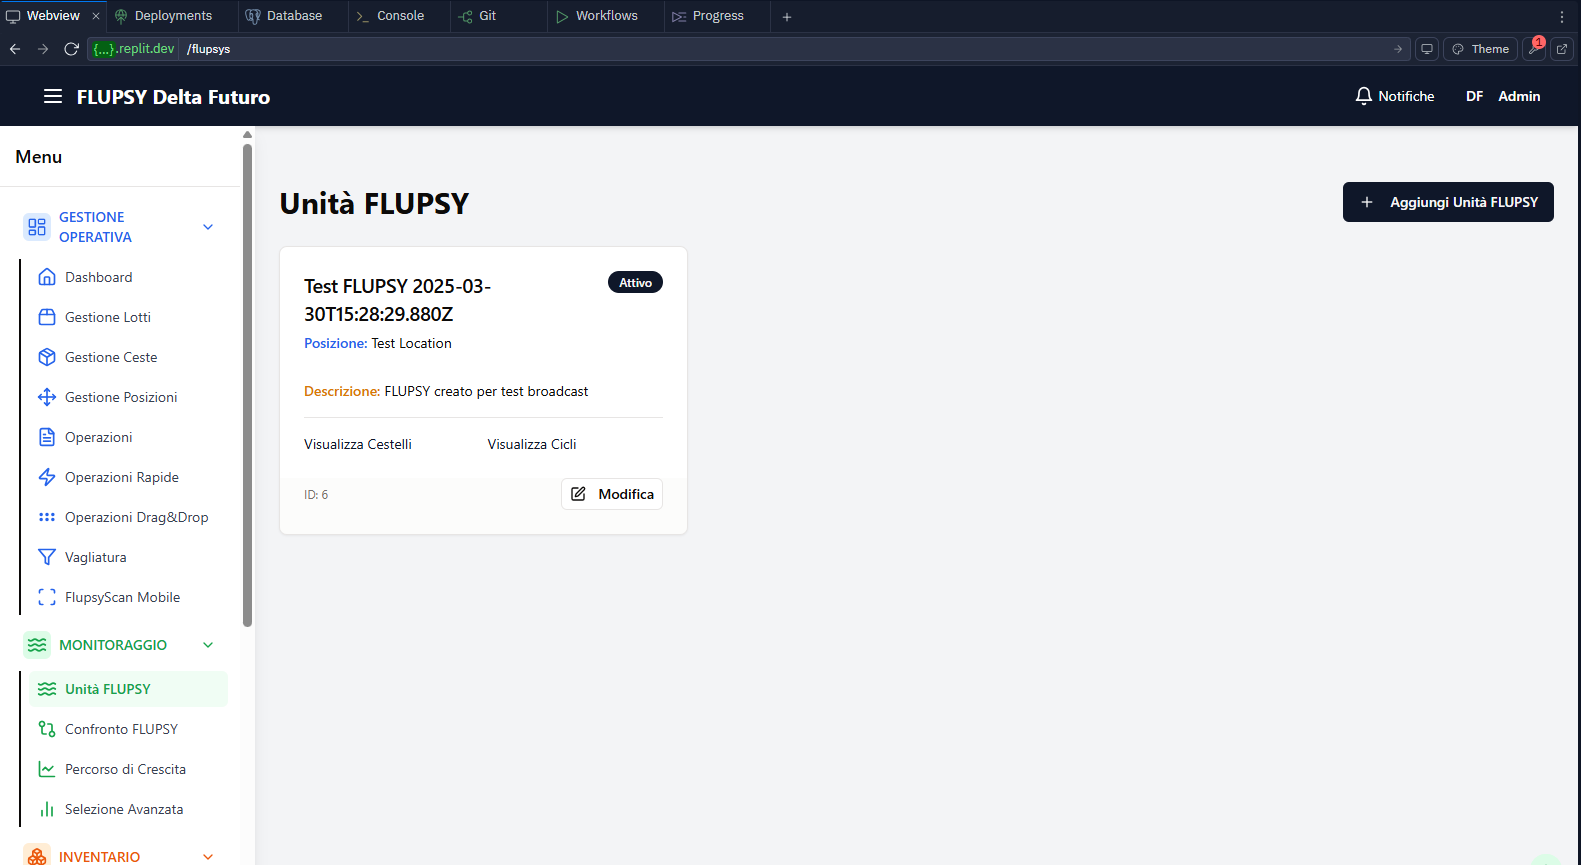 Webview
Deployments
Database
Console
Git
Workflows
Progress
{...}.replit.dev
/flupsys
Theme
1
FLUPSY Delta Futuro
Notifiche
DF
Admin
Menu
GESTIONE
OPERATIVA
Dashboard
Gestione Lotti
Gestione Ceste
Gestione Posizioni
Operazioni
Operazioni Rapide
Operazioni Drag&Drop
Vagliatura
FlupsyScan Mobile
MONITORAGGIO
Unità FLUPSY
Confronto FLUPSY
Percorso di Crescita
Selezione Avanzata
INVENTARIO
Unità FLUPSY
Aggiungi Unità FLUPSY
Test FLUPSY 2025-03-
30T15:28:29.880Z
Attivo
Posizione: Test Location
Descrizione: FLUPSY creato per test broadcast
Visualizza Cestelli
Visualizza Cicli
ID: 6
Modifica